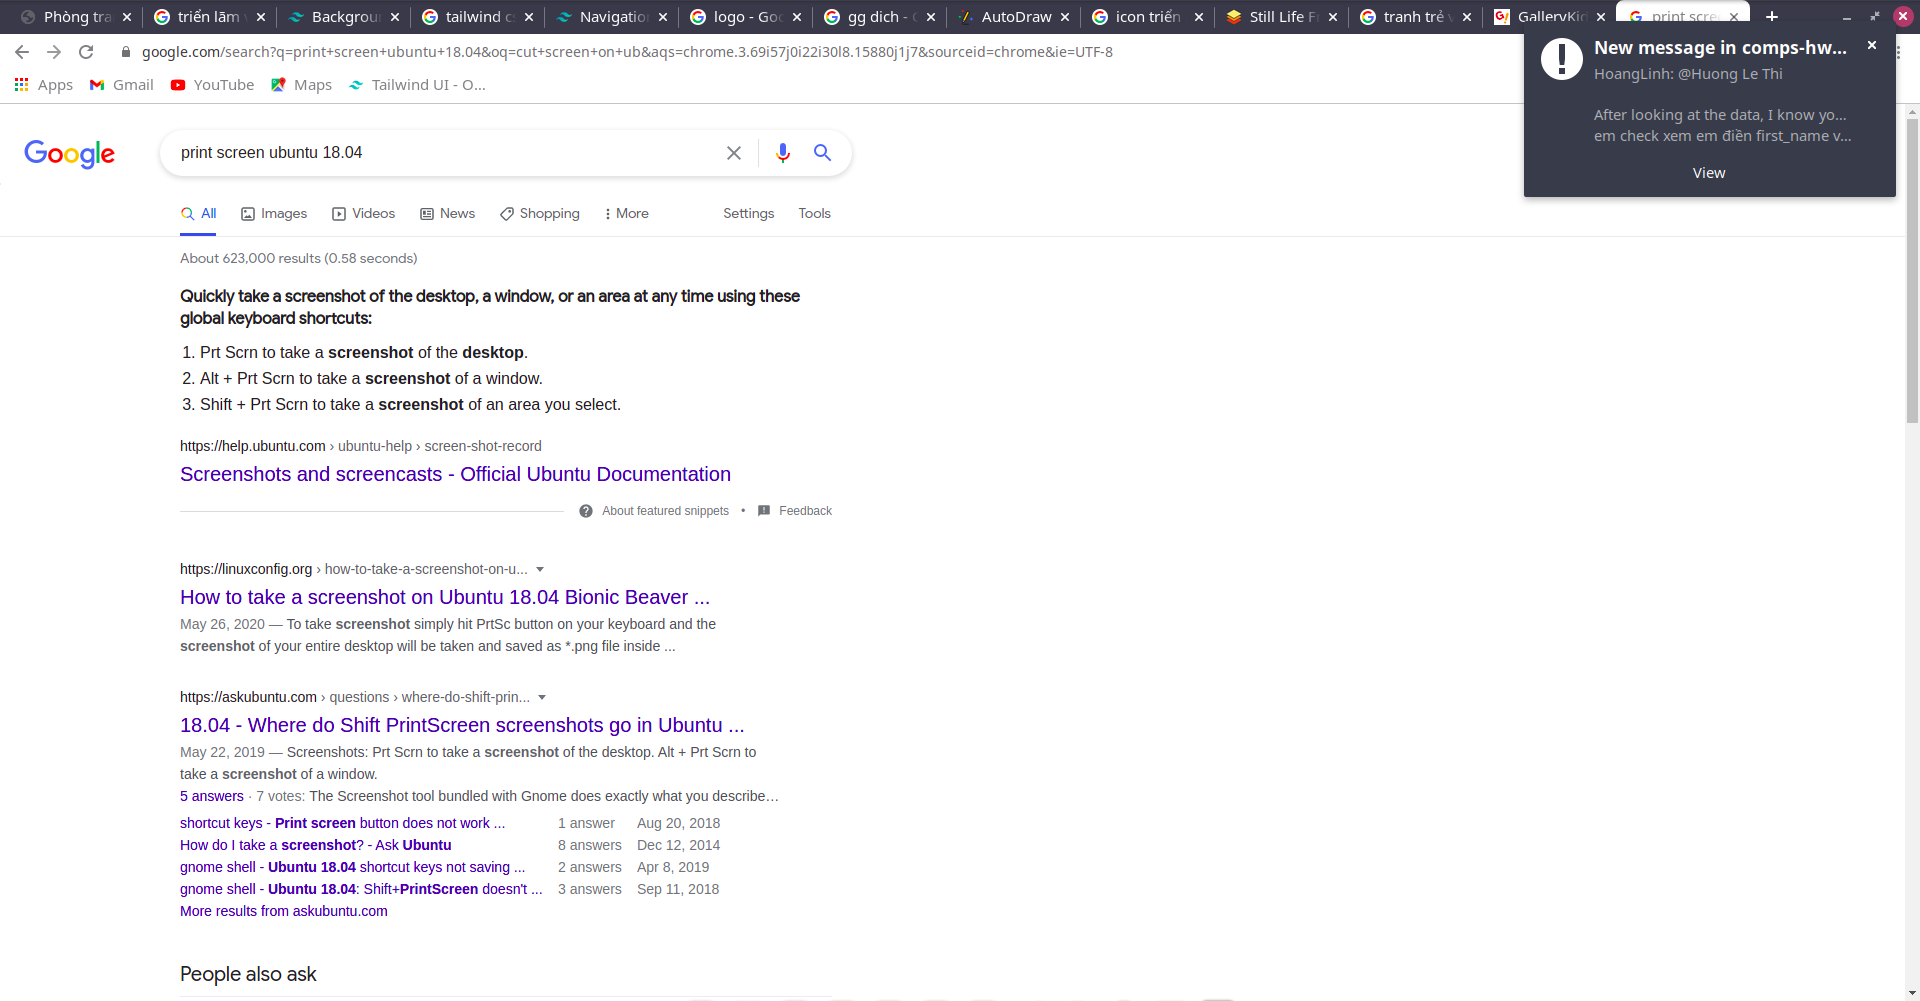 Phòng tra
triển lãm
Backgrou
tailwind c
Navigation
logo - Goo
gg dich - G
AutoDraw
icon triển
Still Life F
tranh trẻ
GalleryKid
print scre
google.com/search?q=print+screen+ubuntu+18.04&oq=cut+screen+on+ub&aqs=chrome.3.69i57j0i22i30l8.15880j1j7&sourceid=chrome&ie=UTF-8
Apps
Gmail
YouTube
Maps
Tailwind UI - O...
New message in comps-hw...
HoangLinh: @Huong Le Thi
After looking at the data, I know yo...
em check xem em điền first_name v...
View
Google
print screen ubuntu 18.04
All
Images
Videos
News
Shopping
More
Settings
Tools
About 623,000 results (0.58 seconds)
Quickly take a screenshot of the desktop, a window, or an area at any time using these
global keyboard shortcuts:
1. Prt Scrn to take a screenshot of the desktop.
2. Alt + Prt Scrn to take a screenshot of a window.
3. Shift + Prt Scrn to take a screenshot of an area you select.
https://help.ubuntu.com › ubuntu-help › screen-shot-record
Screenshots and screencasts - Official Ubuntu Documentation
About featured snippets • Feedback
https://linuxconfig.org › how-to-take-a-screenshot-on-u...
How to take a screenshot on Ubuntu 18.04 Bionic Beaver ...
May 26, 2020 — To take screenshot simply hit PrtSc button on your keyboard and the
screenshot of your entire desktop will be taken and saved as *.png file inside ...
https://askubuntu.com › questions › where-do-shift-prin...
18.04 - Where do Shift PrintScreen screenshots go in Ubuntu ...
May 22, 2019 — Screenshots: Prt Scrn to take a screenshot of the desktop. Alt + Prt Scrn to
take a screenshot of a window.
5 answers · 7 votes: The Screenshot tool bundled with Gnome does exactly what you describe…
shortcut keys - Print screen button does not work ... 1 answer Aug 20, 2018
How do I take a screenshot? - Ask Ubuntu 8 answers Dec 12, 2014
gnome shell - Ubuntu 18.04 shortcut keys not saving ... 2 answers Apr 8, 2019
gnome shell - Ubuntu 18.04: Shift+PrintScreen doesn't ... 3 answers Sep 11, 2018
More results from askubuntu.com
People also ask